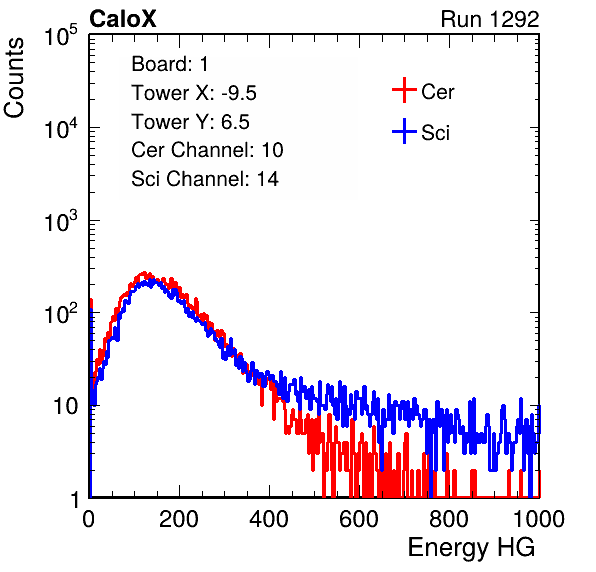 CaloX Run 1292
Counts
10^5
10^4
10^3
10^2
10
1
Board: 1
Tower X: -9.5
Tower Y: 6.5
Cer Channel: 10
Sci Channel: 14
Cer
Sci
0 200 400 600 800 1000
Energy HG